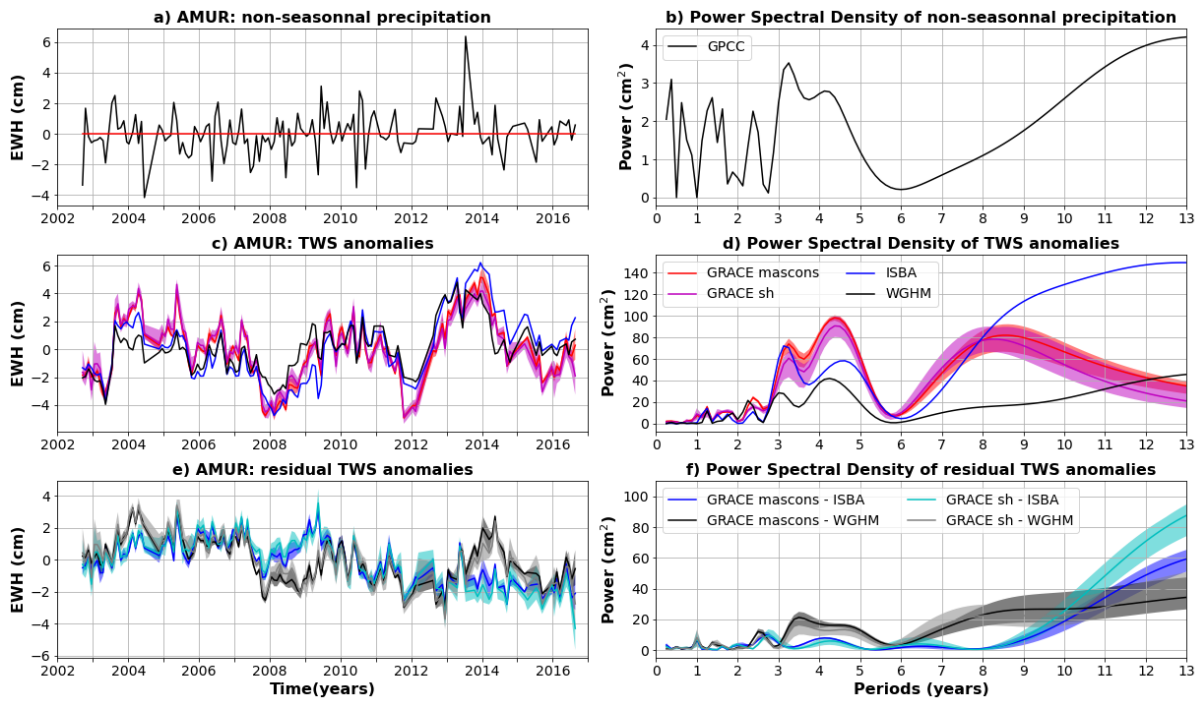 a) AMUR: non-seasonnal precipitation
EWH (cm)
6
4
2
0
−2
−4
2002 2004 2006 2008 2010 2012 2014 2016
b) Power Spectral Density of non-seasonnal precipitation
Power (cm²)
4
3
2
1
0
GPCC
0 1 2 3 4 5 6 7 8 9 10 11 12 13
c) AMUR: TWS anomalies
EWH (cm)
6
4
2
0
−2
−4
2002 2004 2006 2008 2010 2012 2014 2016
d) Power Spectral Density of TWS anomalies
Power (cm²)
140
120
100
80
60
40
20
0
GRACE mascons ISBA
GRACE sh WGHM
0 1 2 3 4 5 6 7 8 9 10 11 12 13
e) AMUR: residual TWS anomalies
EWH (cm)
4
2
0
−2
−4
−6
2002 2004 2006 2008 2010 2012 2014 2016
Time(years)
f) Power Spectral Density of residual TWS anomalies
Power (cm²)
100
80
60
40
20
0
GRACE mascons - ISBA GRACE sh - ISBA
GRACE mascons - WGHM GRACE sh - WGHM
0 1 2 3 4 5 6 7 8 9 10 11 12 13
Periods (years)